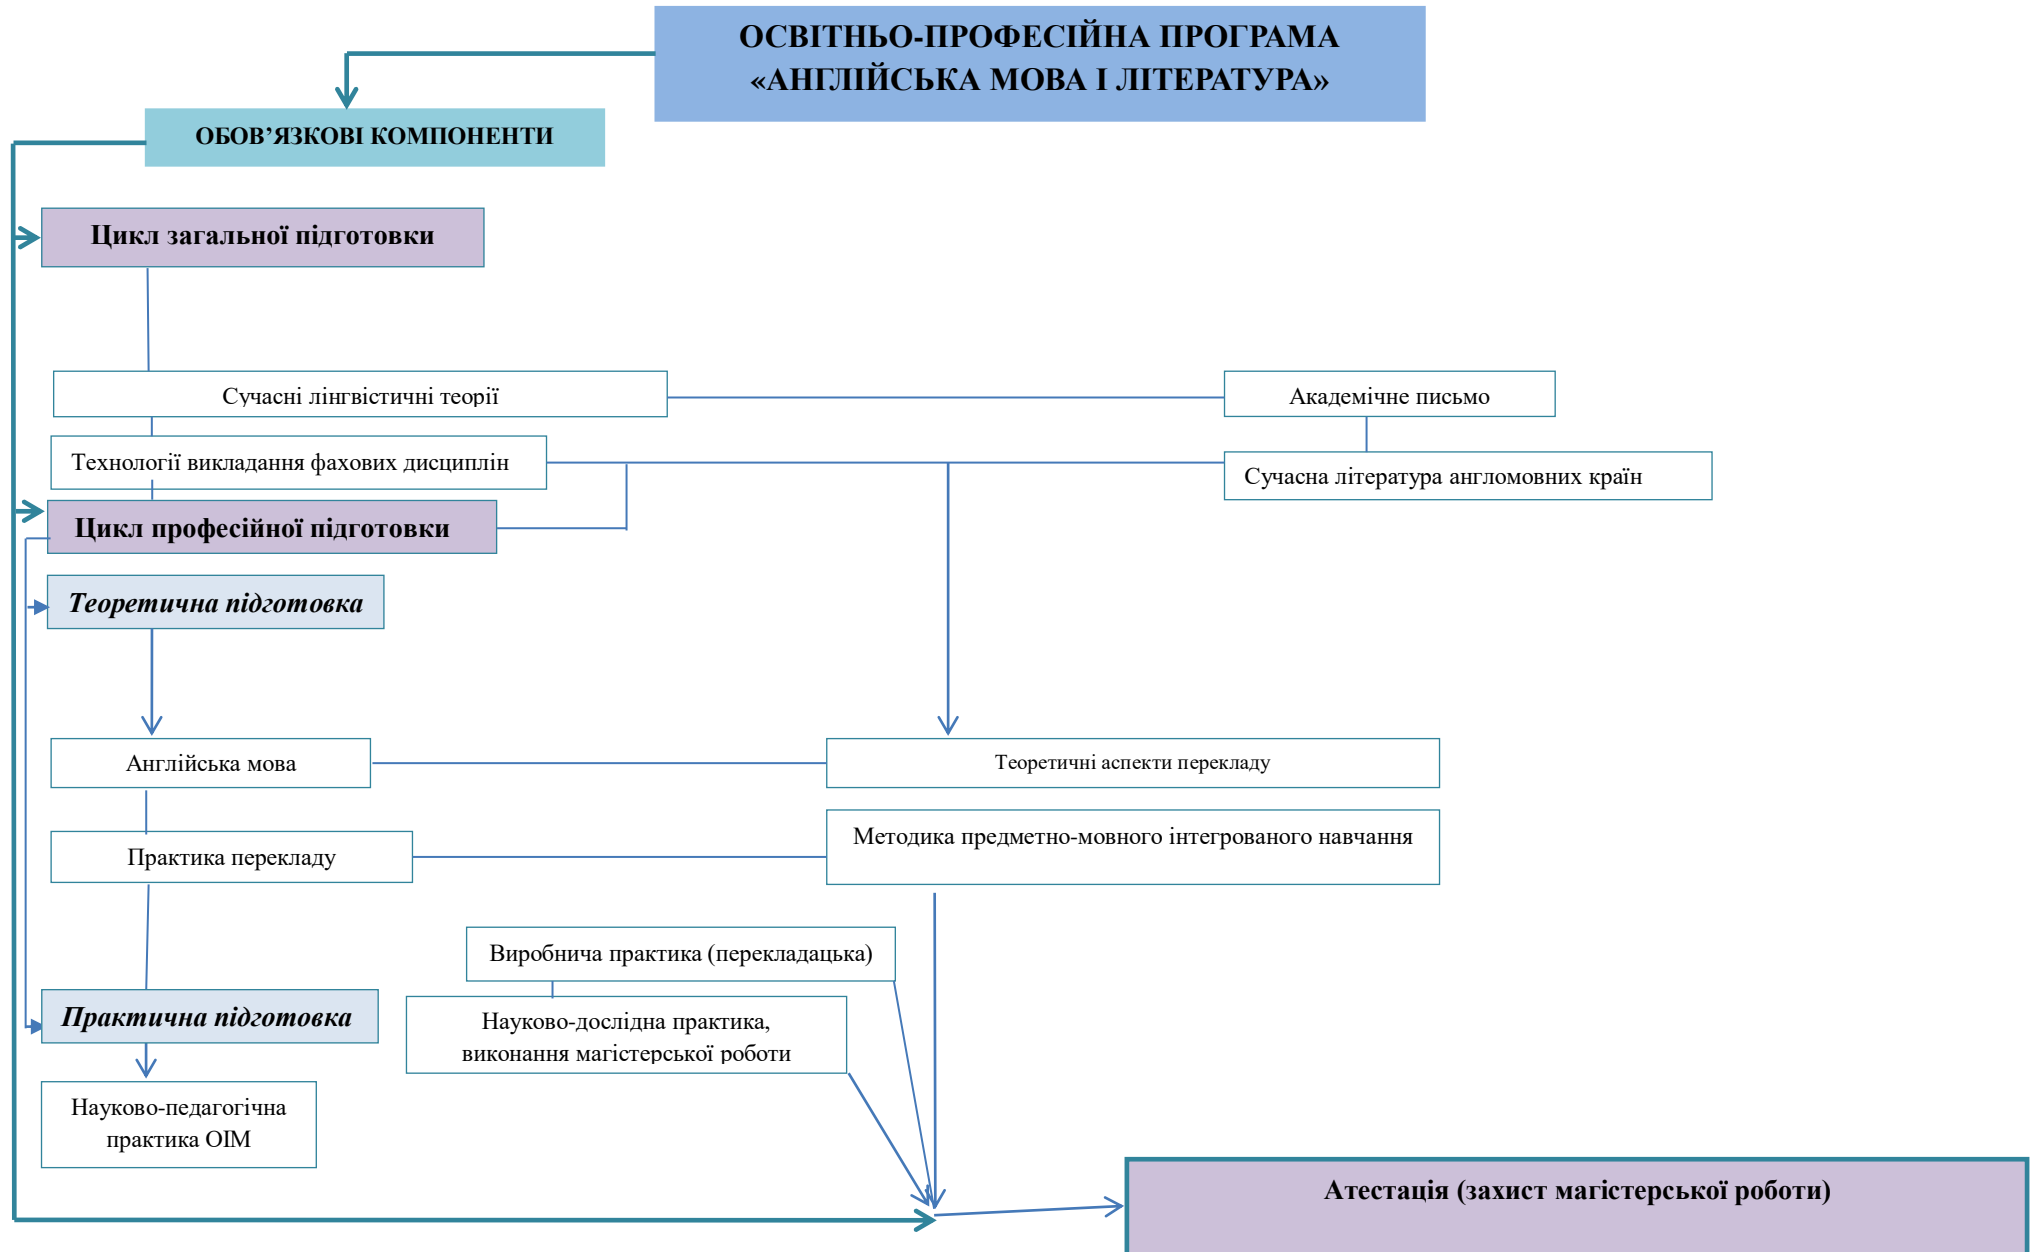 ОСВІТНЬО-ПРОФЕСІЙНА ПРОГРАМА
«АНГЛІЙСЬКА МОВА І ЛІТЕРАТУРА»
ОБОВ’ЯЗКОВІ КОМПОНЕНТИ
Цикл загальної підготовки
Сучасні лінгвістичні теорії
Академічне письмо
Технології викладання фахових дисциплін
Сучасна література англомовних країн
Цикл професійної підготовки
Теоретична підготовка
Англійська мова
Теоретичні аспекти перекладу
Методика предметно-мовного інтегрованого навчання
Практика перекладу
Виробнича практика (перекладацька)
Науково-дослідна практика,
виконання магістерської роботи
Практична підготовка
Науково-педагогічна
практика ОІМ
Атестація (захист магістерської роботи)